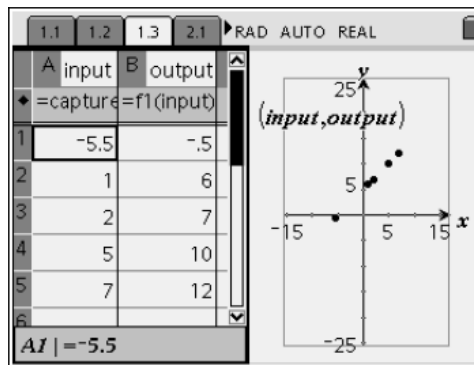 1.1 1.2 1.3 2.1 RAD AUTO REAL
A input B output
=capture =f1(input)
1 -5.5 -.5
2 1 6
3 2 7
4 5 10
5 7 12
6
A1 | =-5.5
y
25
(input,output)
5
-15 5 15 x
-25